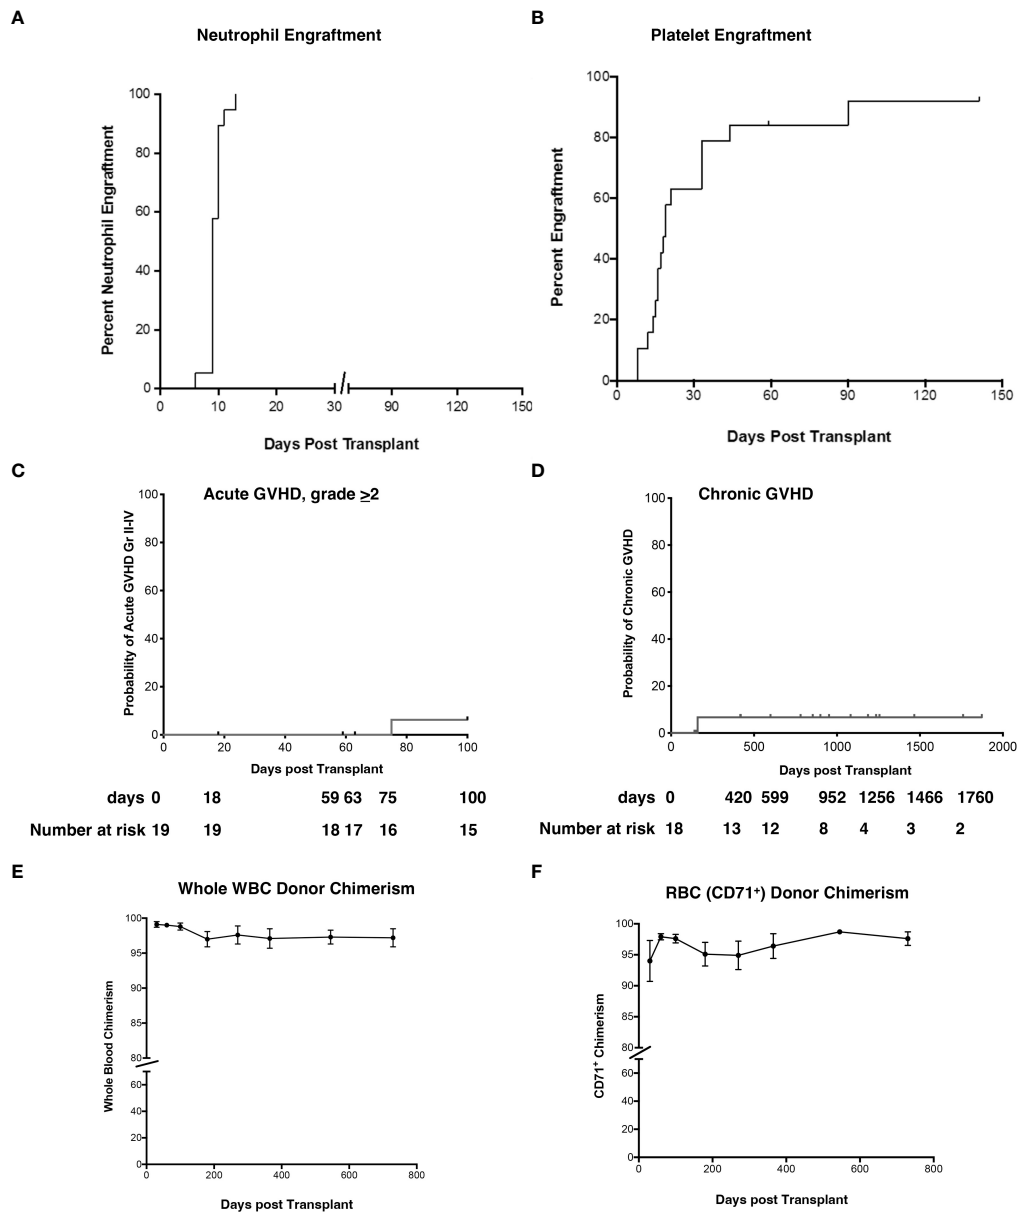 A
Neutrophil Engraftment
Percent Neutrophil Engraftment
100
80
60
40
20
0
0 10 20 30 90 120 150
Days Post Transplant
B
Platelet Engraftment
Percent Engraftment
100
80
60
40
20
0
0 30 60 90 120 150
Days Post Transplant
C
Acute GVHD, grade ≥2
Probability of Acute GVHD Gr II-IV
100
80
60
40
20
0
0 20 40 60 80 100
Days post Transplant
days 0 18 59 63 75 100
Number at risk 19 19 18 17 16 15
D
Chronic GVHD
Probability of Chronic GVHD
100
80
60
40
20
0
0 500 1000 1500 2000
Days post Transplant
days 0 420 599 952 1256 1466 1760
Number at risk 18 13 12 8 4 3 2
E
Whole WBC Donor Chimerism
Whole Blood Chimerism
100
95
90
85
80
60
40
20
0
0 200 400 600 800
Days post Transplant
F
RBC (CD71⁺) Donor Chimerism
CD71⁺ Chimerism
100
95
90
85
80
60
40
20
0
0 200 400 600 800
Days post Transplant